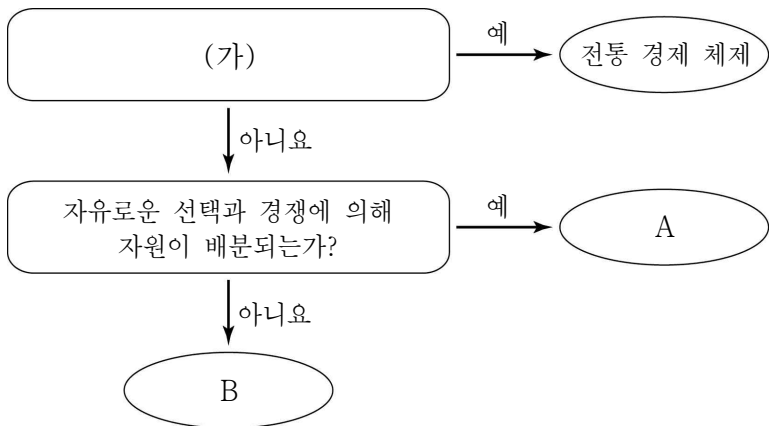 (가)
예
전통 경제 체제
아니요
자유로운 선택과 경쟁에 의해
자원이 배분되는가?
예
A
아니요
B